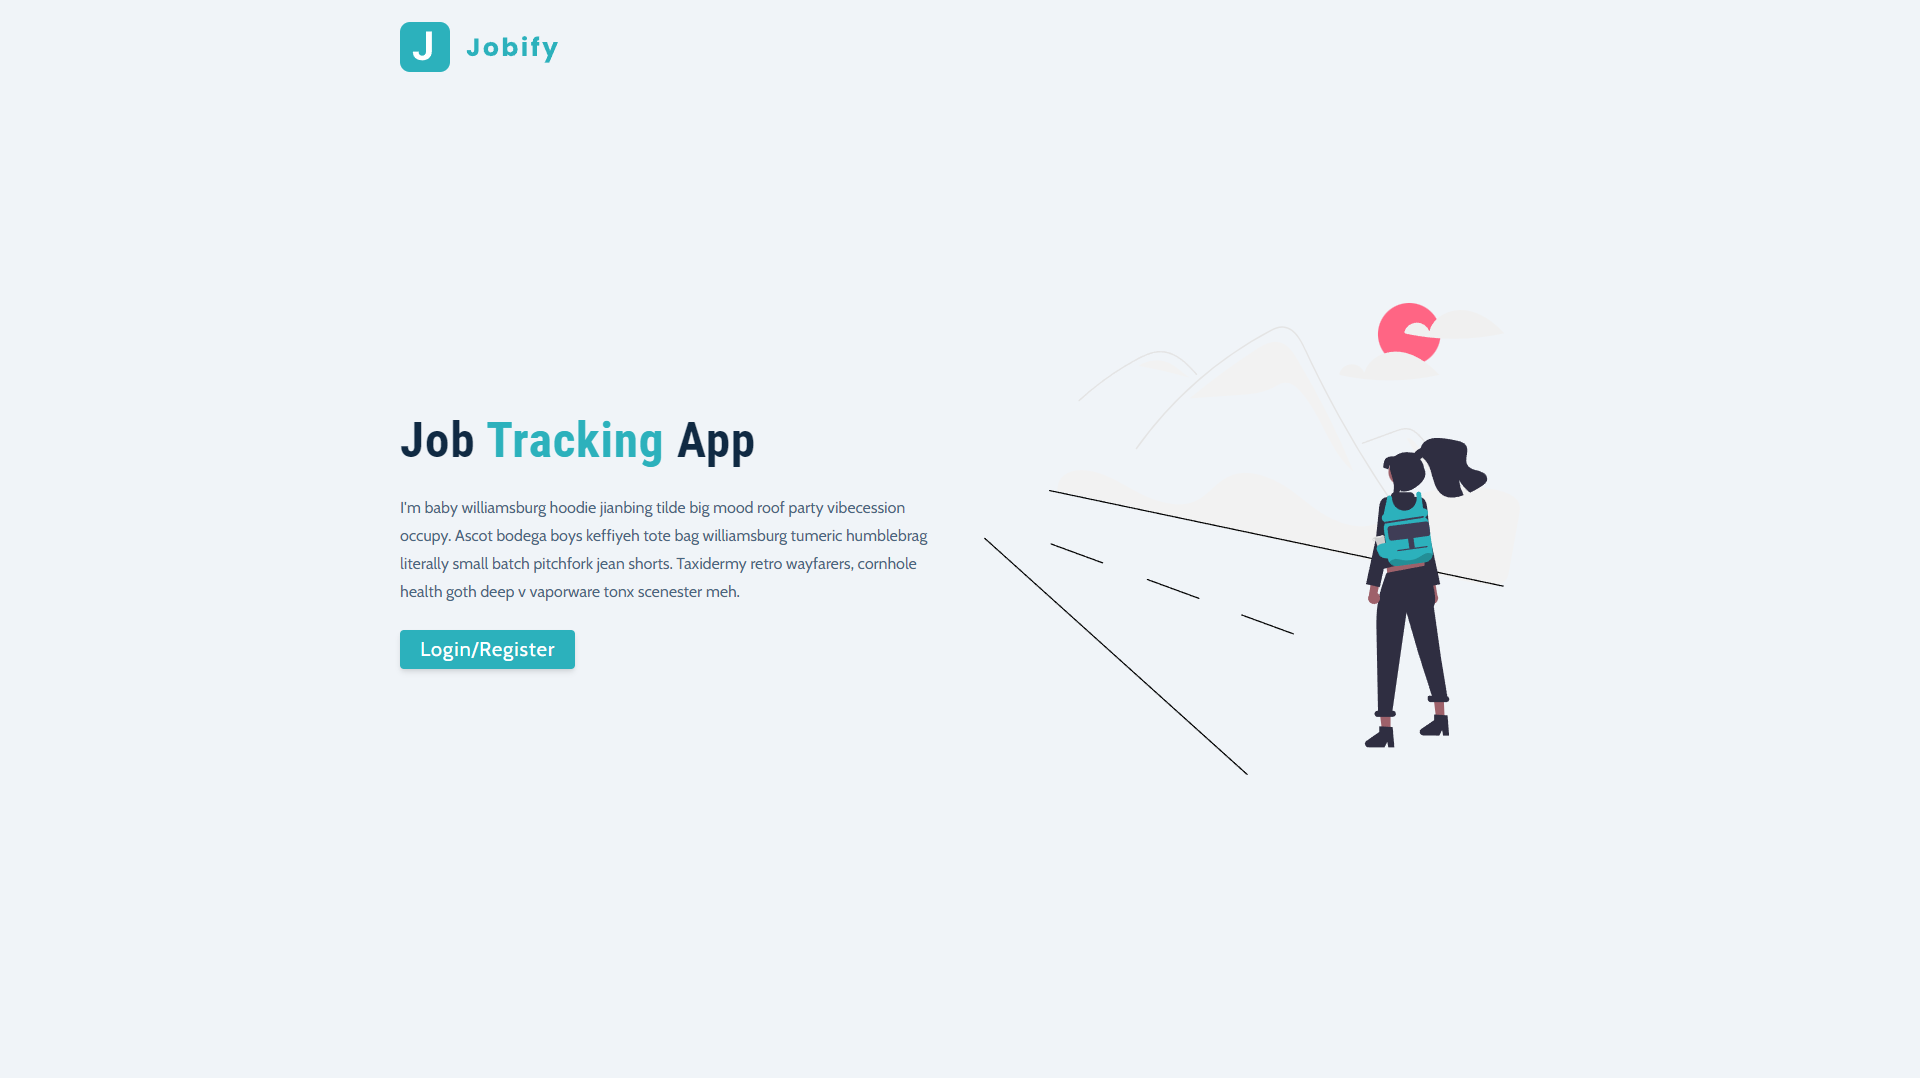 J Jobify
Job Tracking App
I'm baby williamsburg hoodie jianbing tilde big mood roof party vibecession
occupy. Ascot bodega boys keffiyeh tote bag williamsburg tumeric humblebrag
literally small batch pitchfork jean shorts. Taxidermy retro wayfarers, cornhole
health goth deep v vaporware tonx scenester meh.
Login/Register